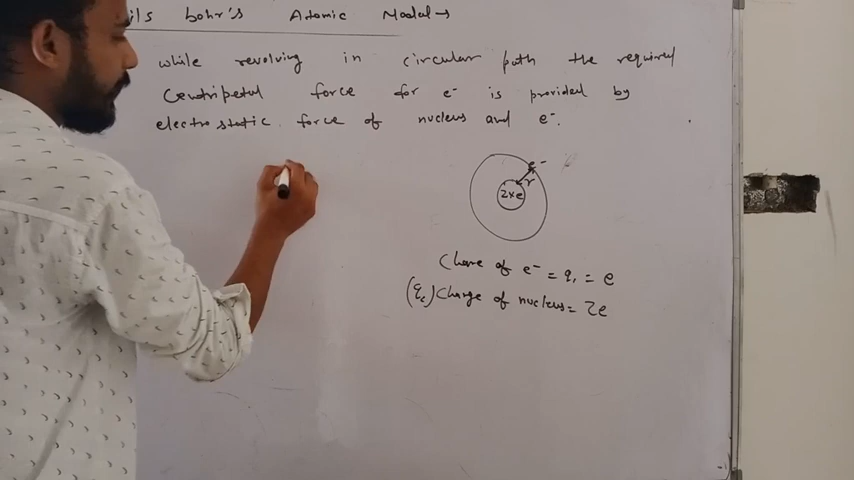 ils bohr's Atomic Model→
while revolving in circular path the required
Centripetal force for e⁻ is provided by
electrostatic force of nucleus and e⁻.
e⁻
r
Z×e
Charge of e⁻ = q₁ = e
(q₂) Charge of nucleus = Ze